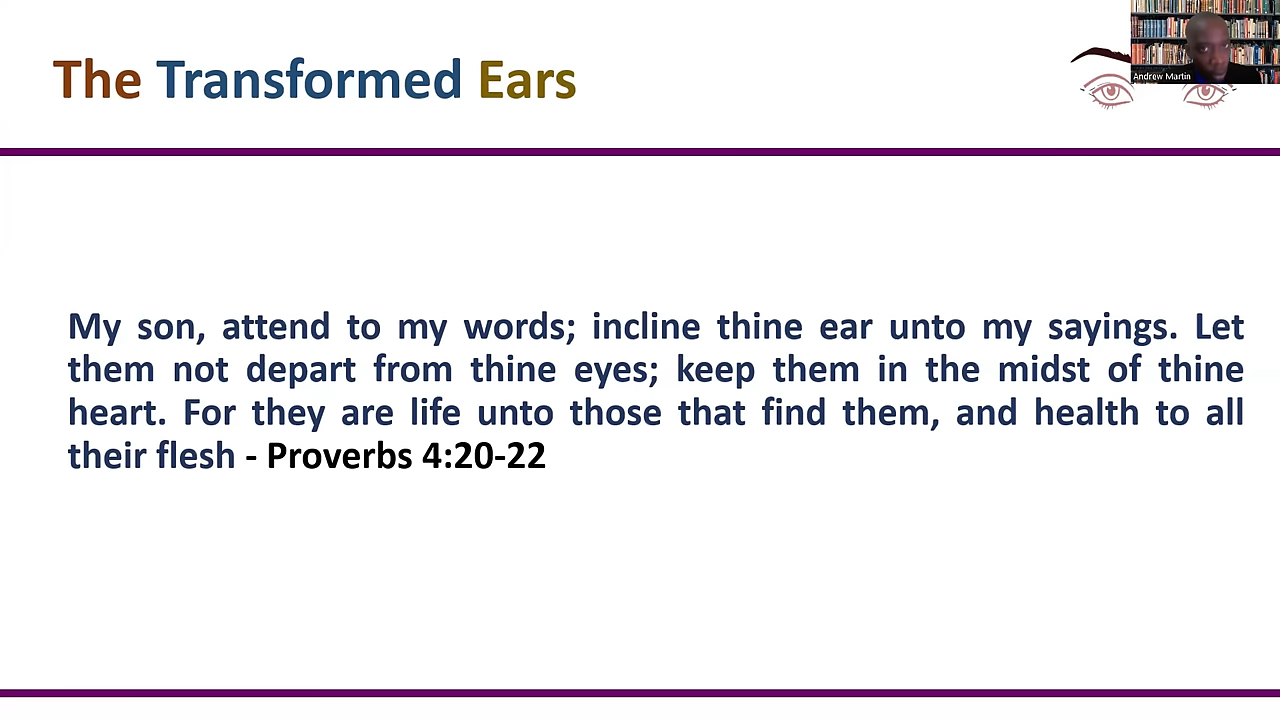 The Transformed Ears
Andrew Martin
My son, attend to my words; incline thine ear unto my sayings. Let
them not depart from thine eyes; keep them in the midst of thine
heart. For they are life unto those that find them, and health to all
their flesh - Proverbs 4:20-22